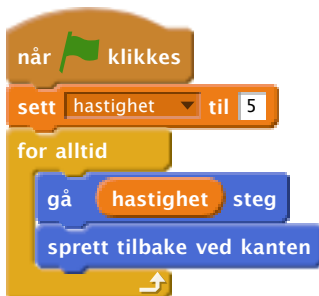 når klikkes
sett hastighet til 5
for alltid
gå hastighet steg
sprett tilbake ved kanten